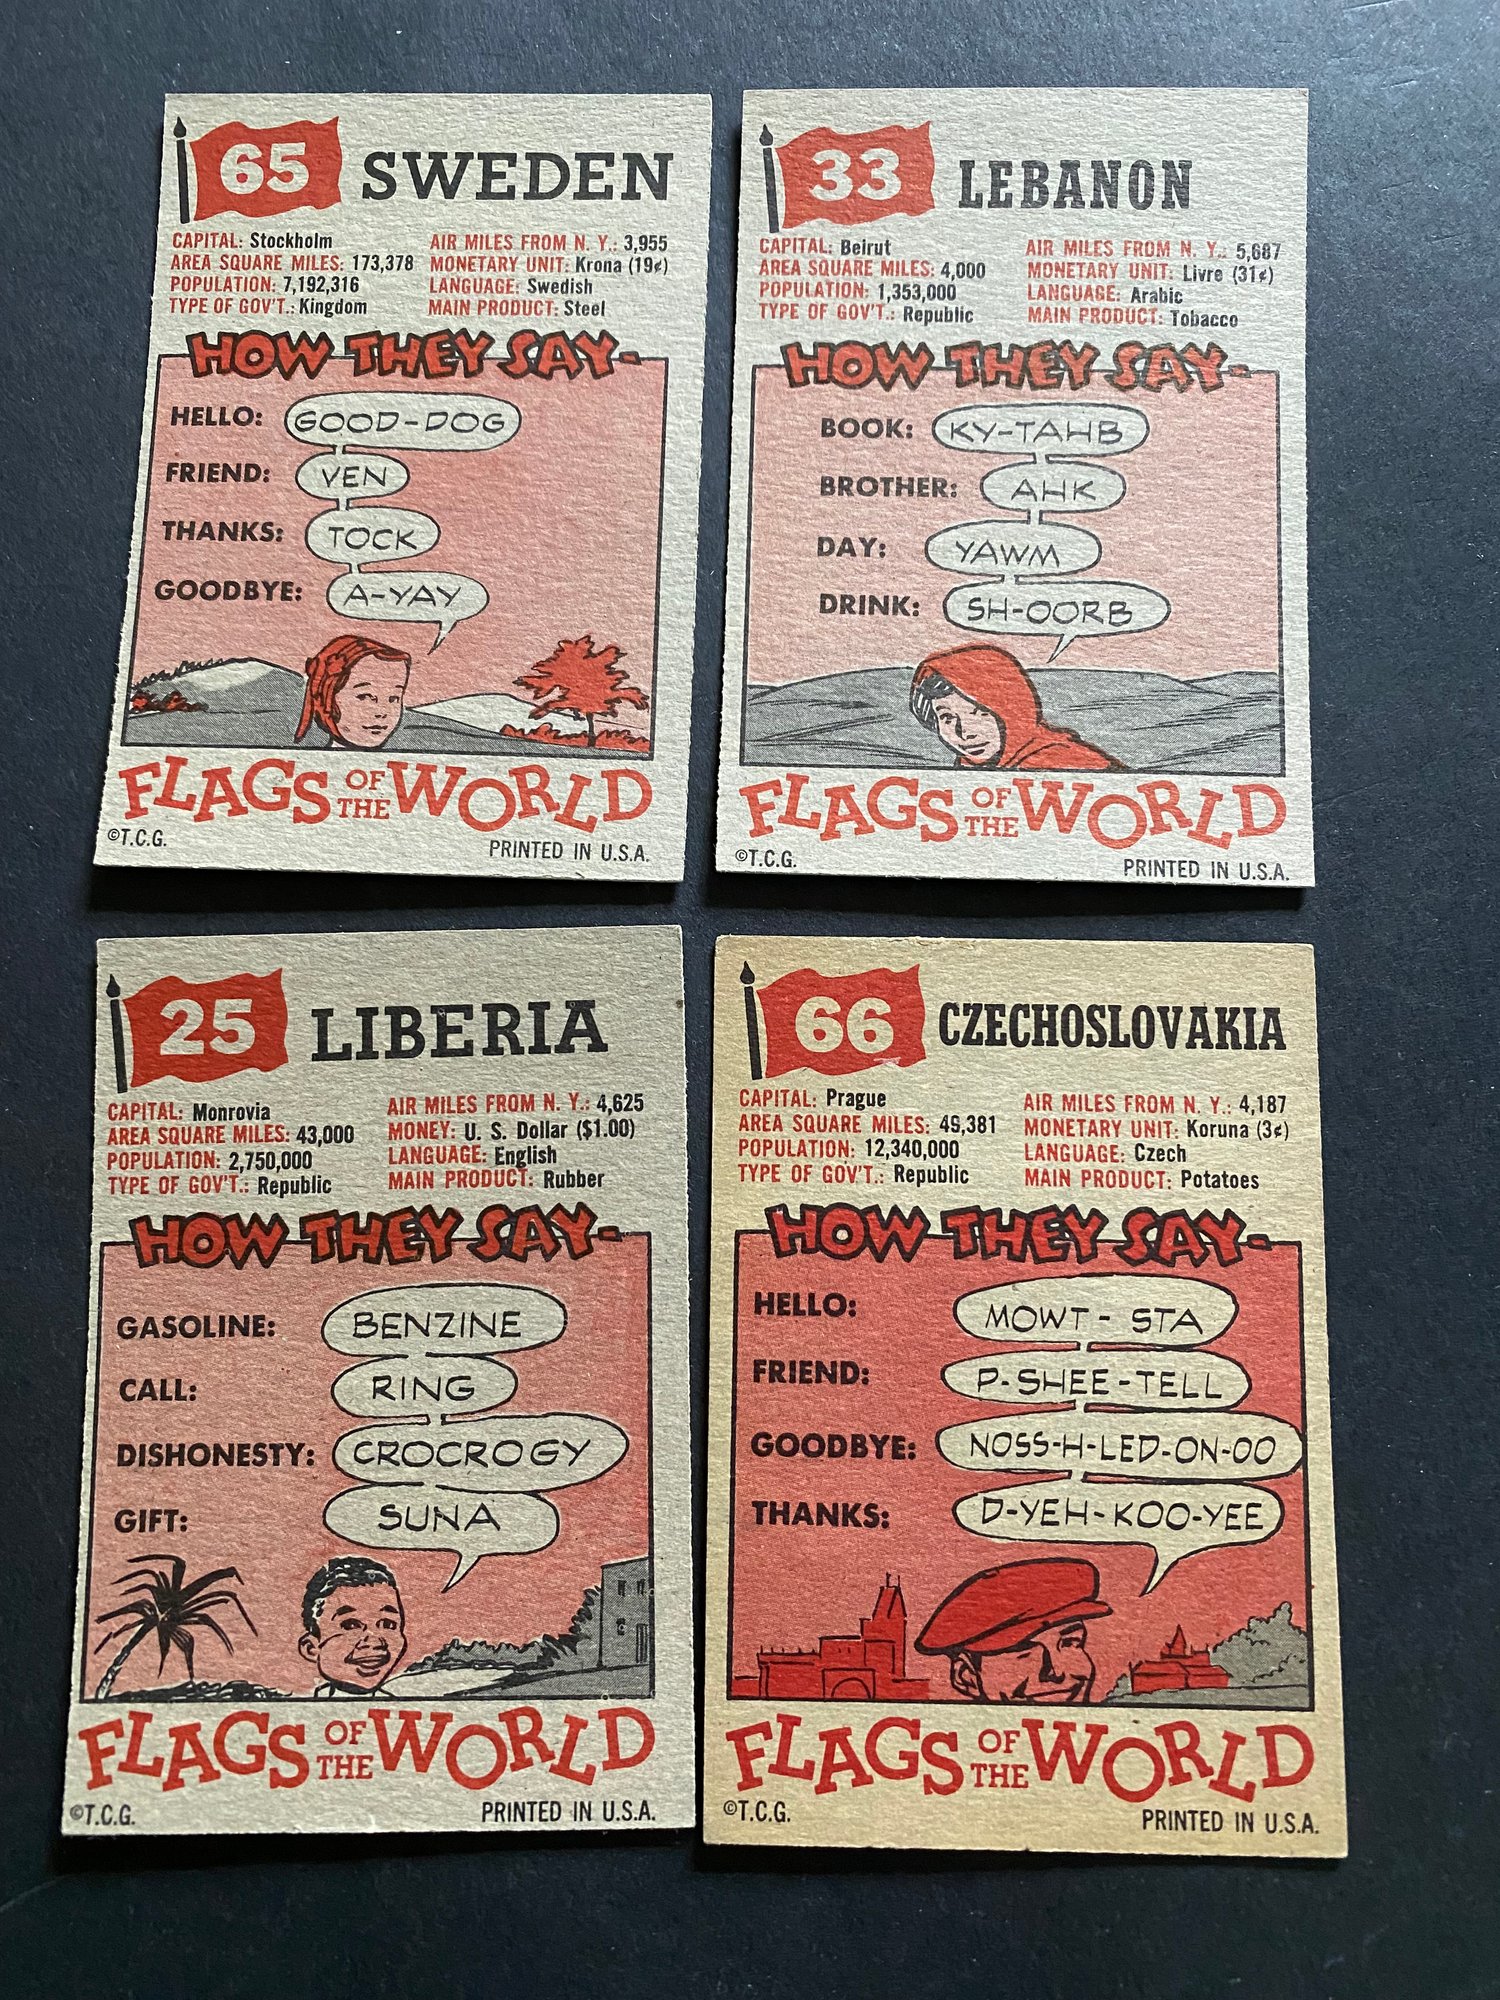 65 SWEDEN
CAPITAL: Stockholm
AREA SQUARE MILES: 173,378
POPULATION: 7,192,316
TYPE OF GOV'T.: Kingdom
AIR MILES FROM N. Y.: 3,955
MONETARY UNIT: Krona (19¢)
LANGUAGE: Swedish
MAIN PRODUCT: Steel
HOW THEY SAY-
HELLO: GOOD-DOG
FRIEND: VEN
THANKS: TOCK
GOODBYE: A-YAY
FLAGS OF THE WORLD
©T.C.G.
PRINTED IN U.S.A.
33 LEBANON
CAPITAL: Beirut
AREA SQUARE MILES: 4,000
POPULATION: 1,353,000
TYPE OF GOV'T.: Republic
AIR MILES FROM N. Y.: 5,687
MONETARY UNIT: Livre (31¢)
LANGUAGE: Arabic
MAIN PRODUCT: Tobacco
HOW THEY SAY-
BOOK: KY-TAHB
BROTHER: AHK
DAY: YAWM
DRINK: SH-OORB
FLAGS OF THE WORLD
©T.C.G.
PRINTED IN U.S.A.
25 LIBERIA
CAPITAL: Monrovia
AREA SQUARE MILES: 43,000
POPULATION: 2,750,000
TYPE OF GOV'T.: Republic
AIR MILES FROM N. Y.: 4,625
MONEY: U. S. Dollar ($1.00)
LANGUAGE: English
MAIN PRODUCT: Rubber
HOW THEY SAY-
GASOLINE: BENZINE
CALL: RING
DISHONESTY: CROCROGY
GIFT: SUNA
FLAGS OF THE WORLD
©T.C.G.
PRINTED IN U.S.A.
66 CZECHOSLOVAKIA
CAPITAL: Prague
AREA SQUARE MILES: 49,381
POPULATION: 12,340,000
TYPE OF GOV'T.: Republic
AIR MILES FROM N. Y.: 4,187
MONETARY UNIT: Koruna (3¢)
LANGUAGE: Czech
MAIN PRODUCT: Potatoes
HOW THEY SAY-
HELLO: MOWT - STA
FRIEND: P-SHEE-TELL
GOODBYE: NOSS-H-LED-ON-OO
THANKS: D-YEH-KOO-YEE
FLAGS OF THE WORLD
©T.C.G.
PRINTED IN U.S.A.